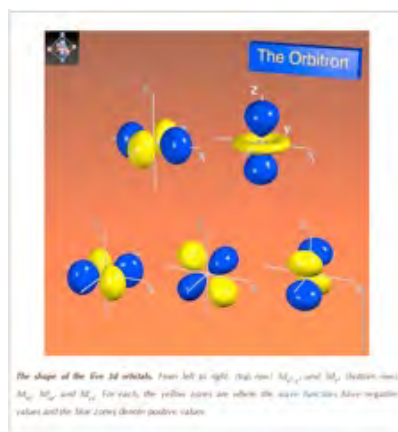 The Orbitron
Z
Y
X
The shape of the five 3d orbitals. From left to right: (top row) and (bottom row)
and For each, the yellow zones are where the wave functions have negative
values and the blue zones denote positive values